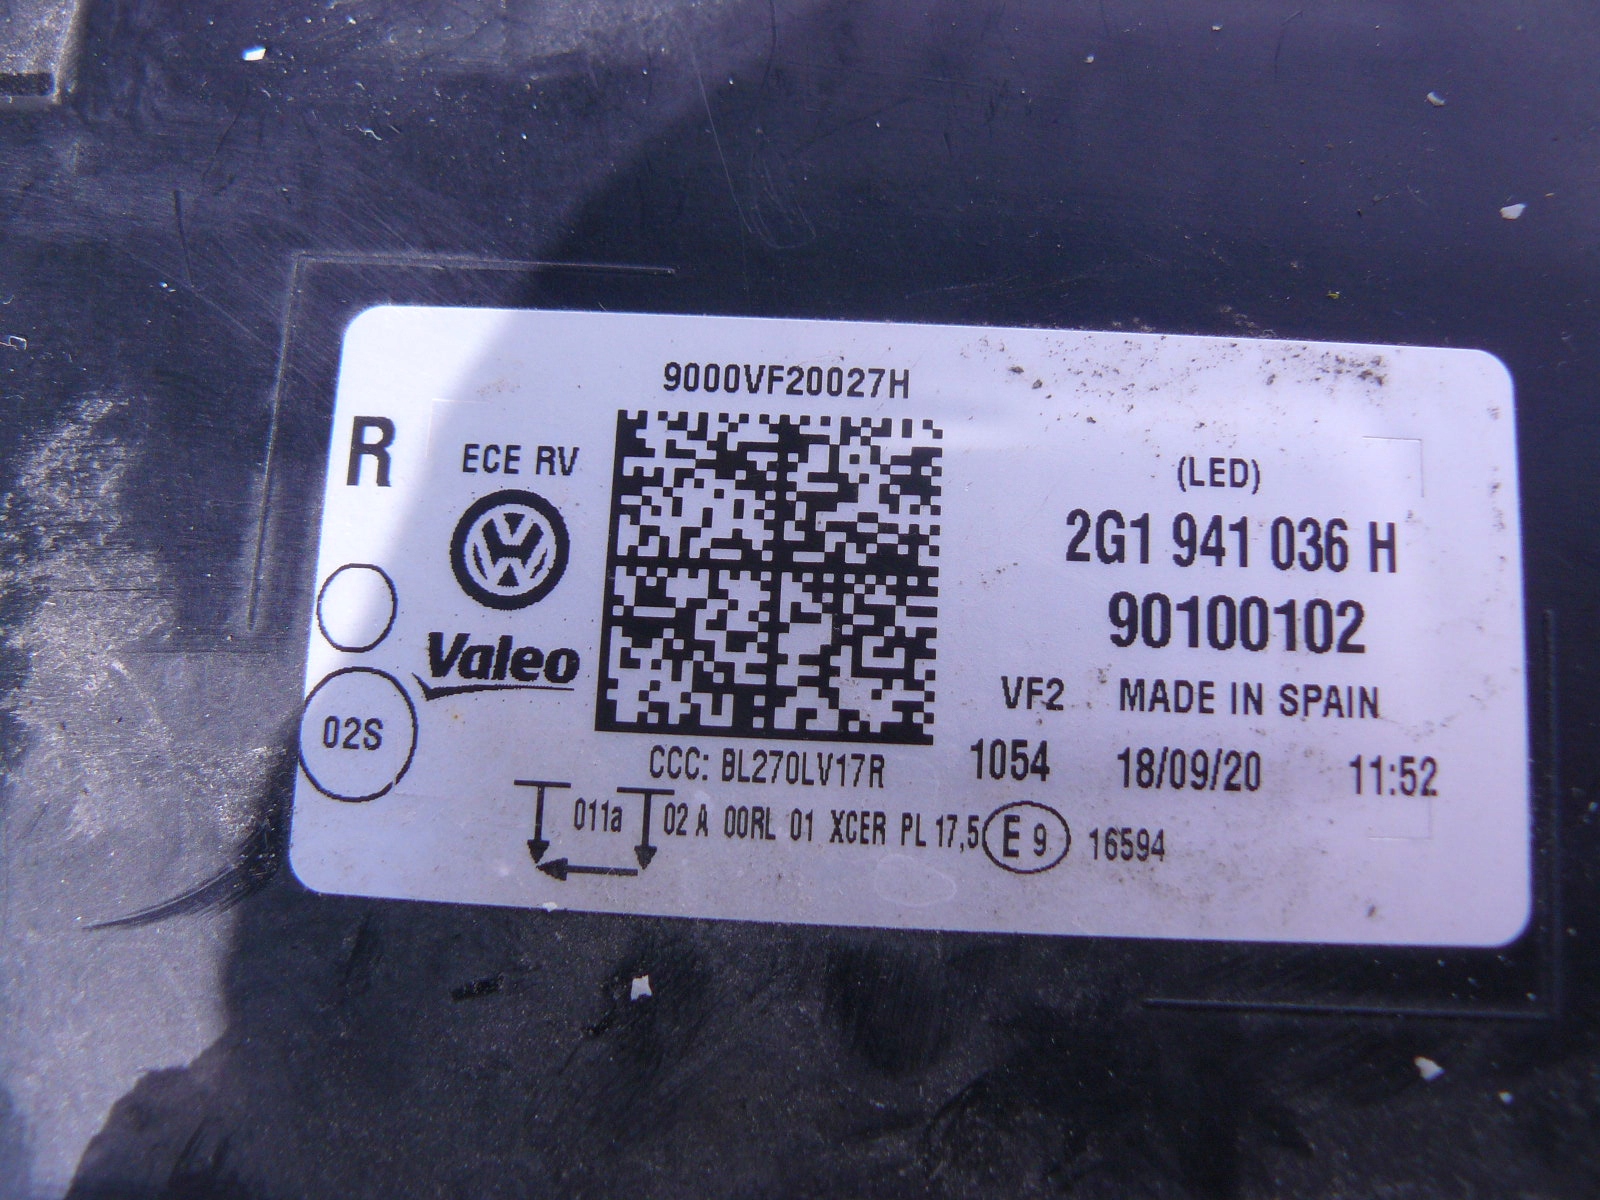 9000VF20027H
R
ECE RV
(LED)
2G1 941 036 H
90100102
Valeo
VF2 MADE IN SPAIN
02S
CCC: BL270LV17R
1054 18/09/20 11:52
011a 02 A 00RL 01 XCER PL 17,5 E 9 16594